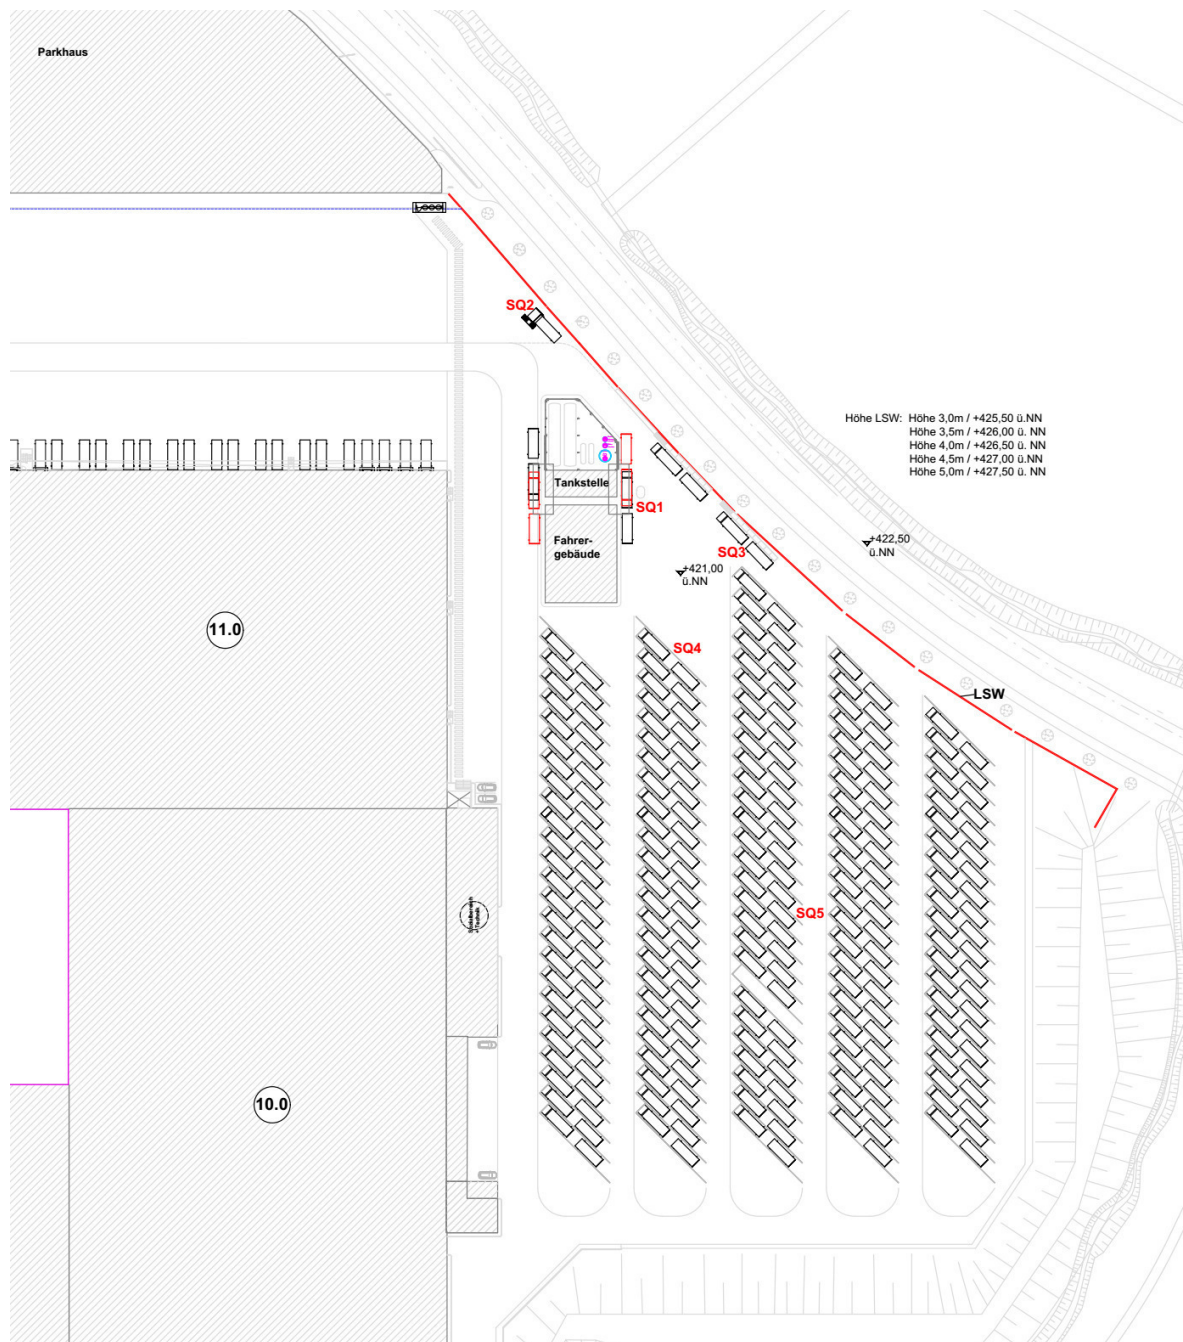 Parkhaus
SQ2
Höhe LSW: Höhe 3,0m / +425,50 ü.NN
Höhe 3,5m / +426,00 ü. NN
Höhe 4,0m / +426,50 ü. NN
Höhe 4,5m / +427,00 ü. NN
Höhe 5,0m / +427,50 ü. NN
Tankstelle
SQ1
Fahrer-
gebäude
SQ3
+422,50
ü.NN
+421,00
ü.NN
11.0
SQ4
LSW
SQ5
Technik
10.0